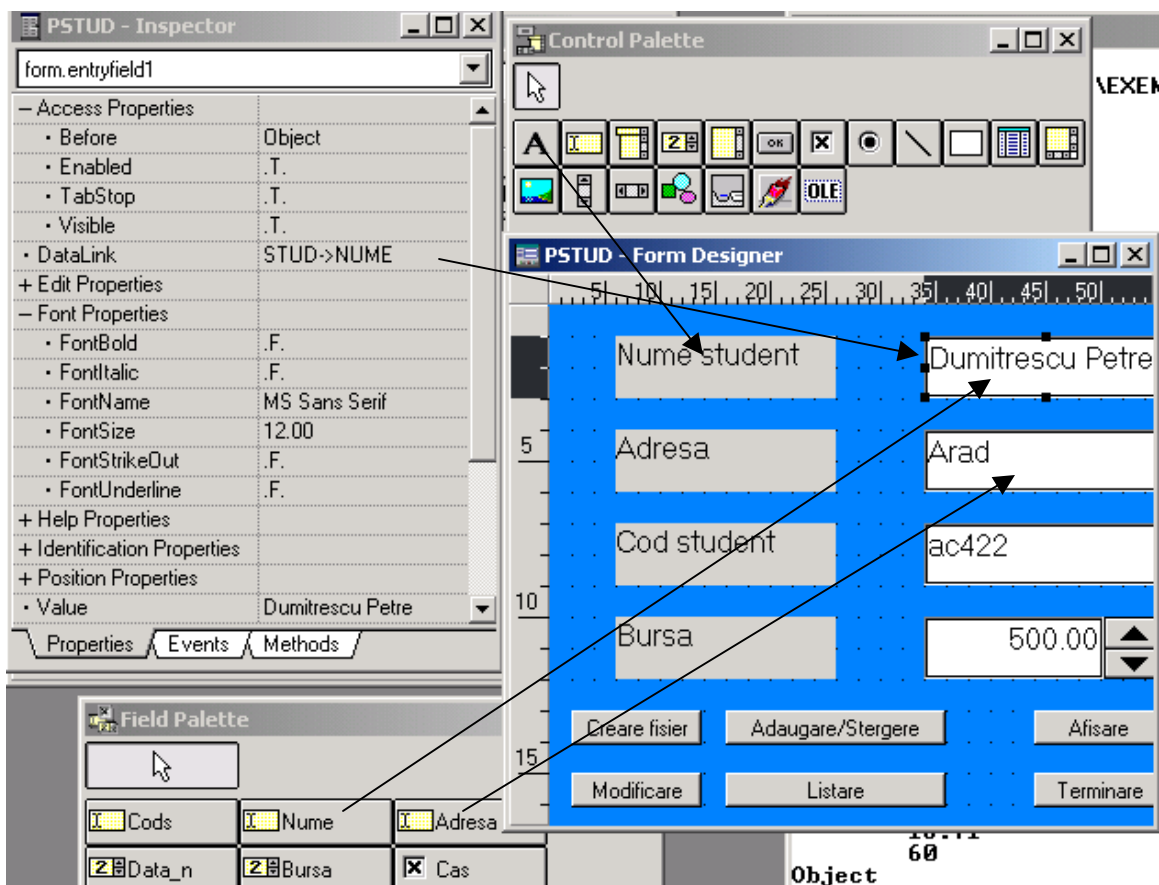 PSTUD - Inspector
form.entryfield1
Access Properties
Before Object
Enabled .T.
TabStop .T.
Visible .T.
DataLink STUD->NUME
+ Edit Properties
Font Properties
FontBold .F.
FontItalic .F.
FontName MS Sans Serif
FontSize 12.00
FontStrikeOut .F.
FontUnderline .F.
+ Help Properties
+ Identification Properties
+ Position Properties
Value Dumitrescu Petre
Properties Events Methods
Control Palette
A 2 OK OLE
PSTUD - Form Designer
5 10 15 20 25 30 35 40 45 50
Nume student Dumitrescu Petre
5
Adresa Arad
Cod student ac422
10
Bursa 500.00
Creare fisier Adaugare/Stergere Afisare
15
Modificare Listare Terminare
Field Palette
Cods Nume Adresa
2 Data_n 2 Bursa Cas
60
Object